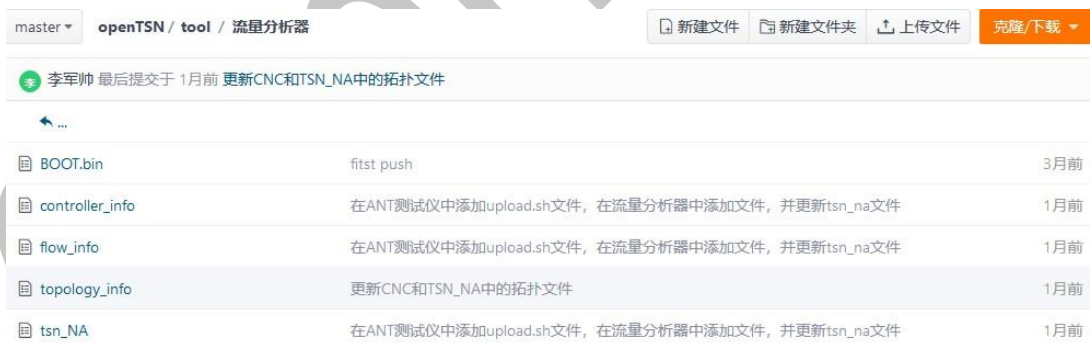 master openTSN / tool / 流量分析器 新建文件 新建文件夹 上传文件 克隆/下载
李 李军帅 最后提交于 1月前 更新CNC和TSN_NA中的拓扑文件
...
BOOT.bin fitst push 3月前
controller_info 在ANT测试仪中添加upload.sh文件，在流量分析器中添加文件，并更新tsn_na文件 1月前
flow_info 在ANT测试仪中添加upload.sh文件，在流量分析器中添加文件，并更新tsn_na文件 1月前
topology_info 更新CNC和TSN_NA中的拓扑文件 1月前
tsn_NA 在ANT测试仪中添加upload.sh文件，在流量分析器中添加文件，并更新tsn_na文件 1月前